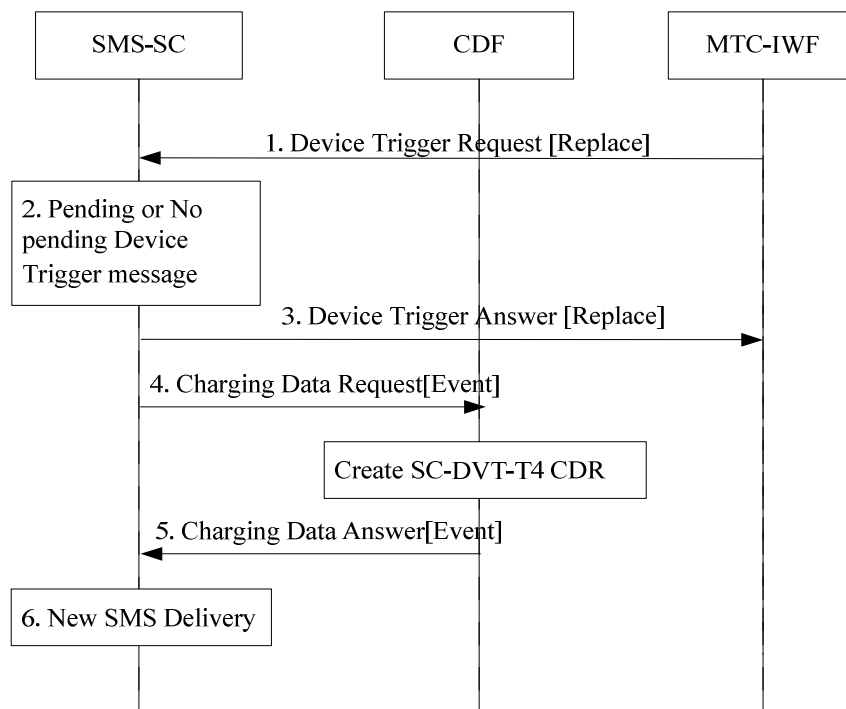 SMS-SC
CDF
MTC-IWF
1. Device Trigger Request [Replace]
2. Pending or No
pending Device
Trigger message
3. Device Trigger Answer [Replace]
4. Charging Data Request[Event]
Create SC-DVT-T4 CDR
5. Charging Data Answer[Event]
6. New SMS Delivery